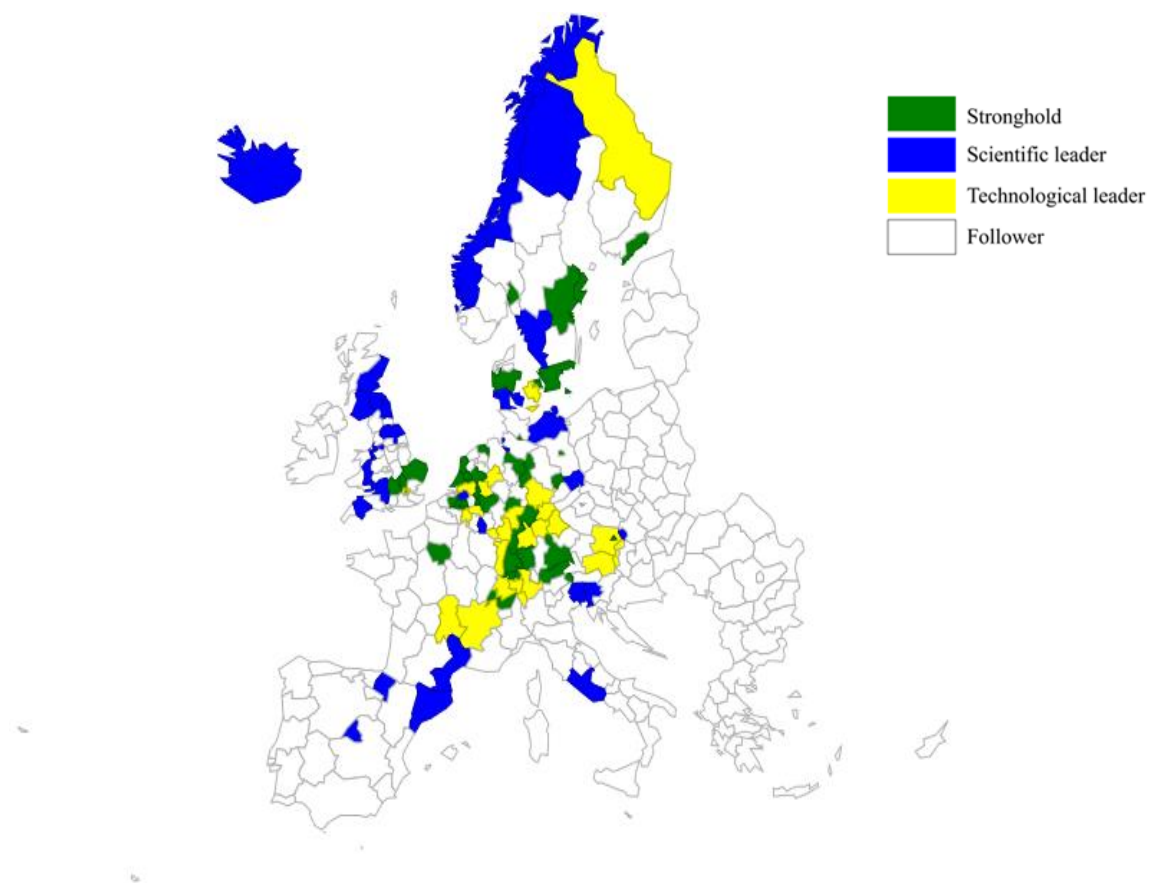 Stronghold
Scientific leader
Technological leader
Follower